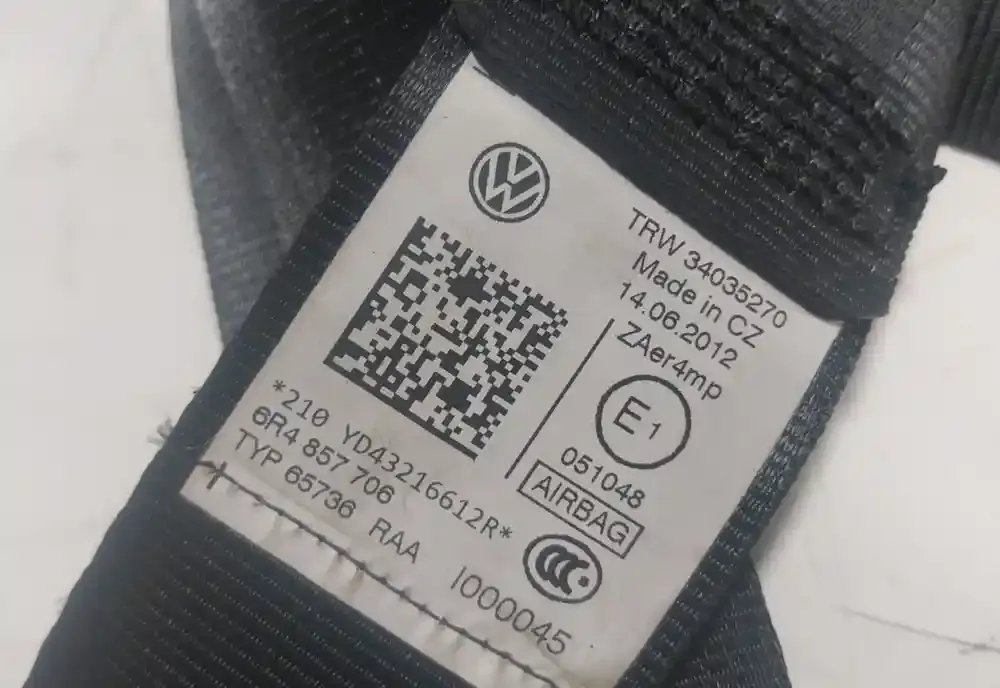 TRW 34035270
Made in CZ
14.06.2012
ZAer4mp
E1
051048
AIRBAG
*210 YD43216612R*
6R4 857 706
TYP 65736 RAA
I000045